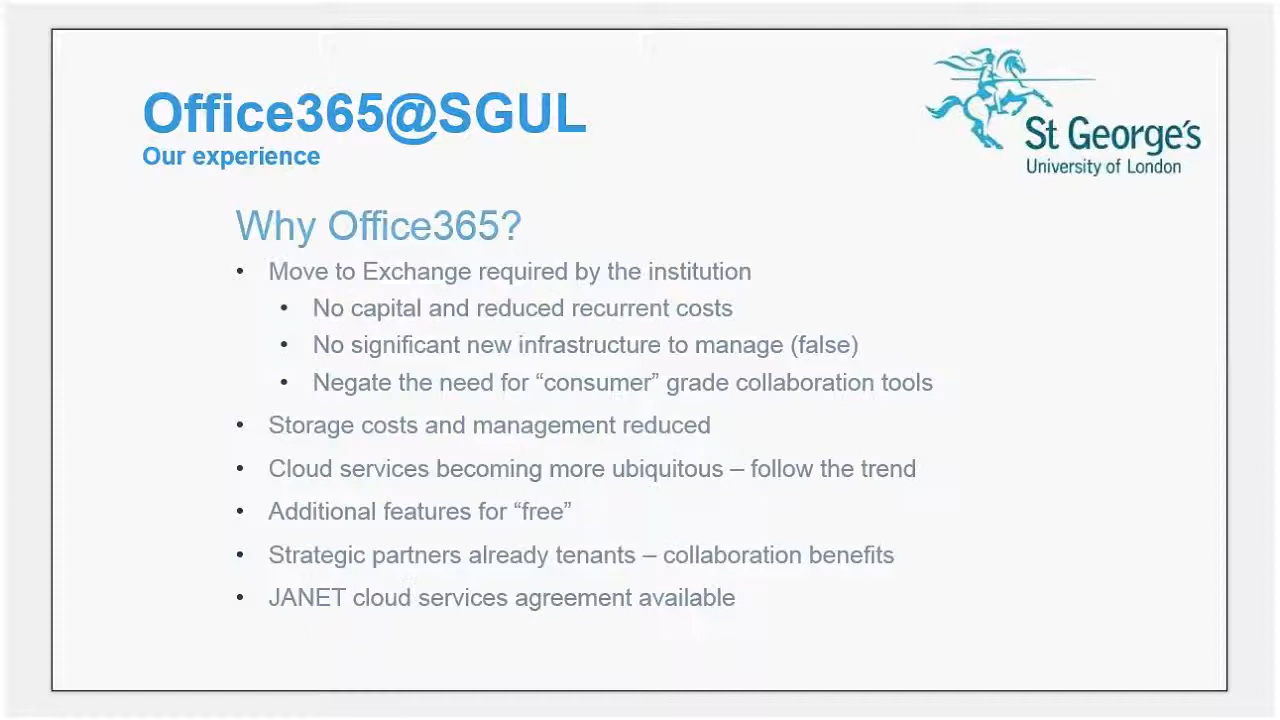 Office365@SGUL
Our experience
St George's
University of London
Why Office365?
• Move to Exchange required by the institution
• No capital and reduced recurrent costs
• No significant new infrastructure to manage (false)
• Negate the need for “consumer” grade collaboration tools
• Storage costs and management reduced
• Cloud services becoming more ubiquitous – follow the trend
• Additional features for “free”
• Strategic partners already tenants – collaboration benefits
• JANET cloud services agreement available